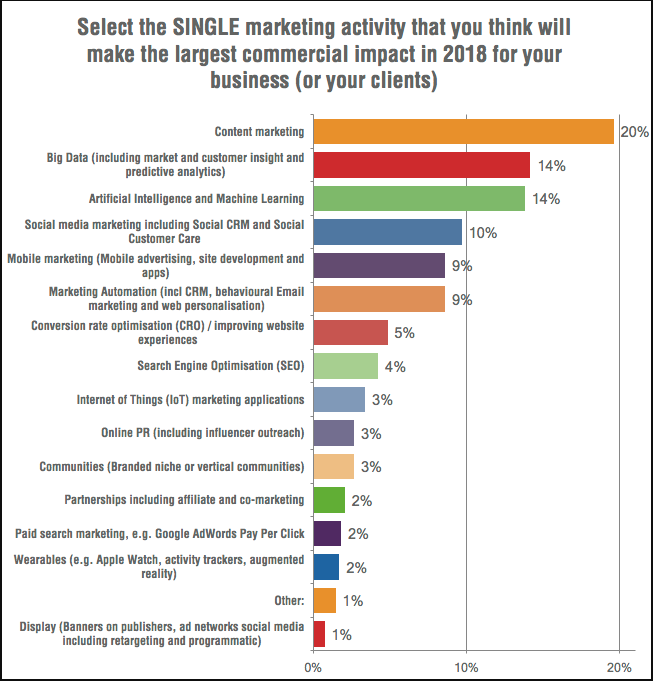 Select the SINGLE marketing activity that you think will
make the largest commercial impact in 2018 for your
business (or your clients)
Content marketing
20%
Big Data (including market and customer insight and
predictive analytics)
14%
Artificial Intelligence and Machine Learning
14%
Social media marketing including Social CRM and Social
Customer Care
10%
Mobile marketing (Mobile advertising, site development and
apps)
9%
Marketing Automation (incl CRM, behavioural Email
marketing and web personalisation)
9%
Conversion rate optimisation (CRO) / improving website
experiences
5%
Search Engine Optimisation (SEO)
4%
Internet of Things (IoT) marketing applications
3%
Online PR (including influencer outreach)
3%
Communities (Branded niche or vertical communities)
3%
Partnerships including affiliate and co-marketing
2%
Paid search marketing, e.g. Google AdWords Pay Per Click
2%
Wearables (e.g. Apple Watch, activity trackers, augmented
reality)
2%
Other:
1%
Display (Banners on publishers, ad networks social media
including retargeting and programmatic)
1%
0%
10%
20%